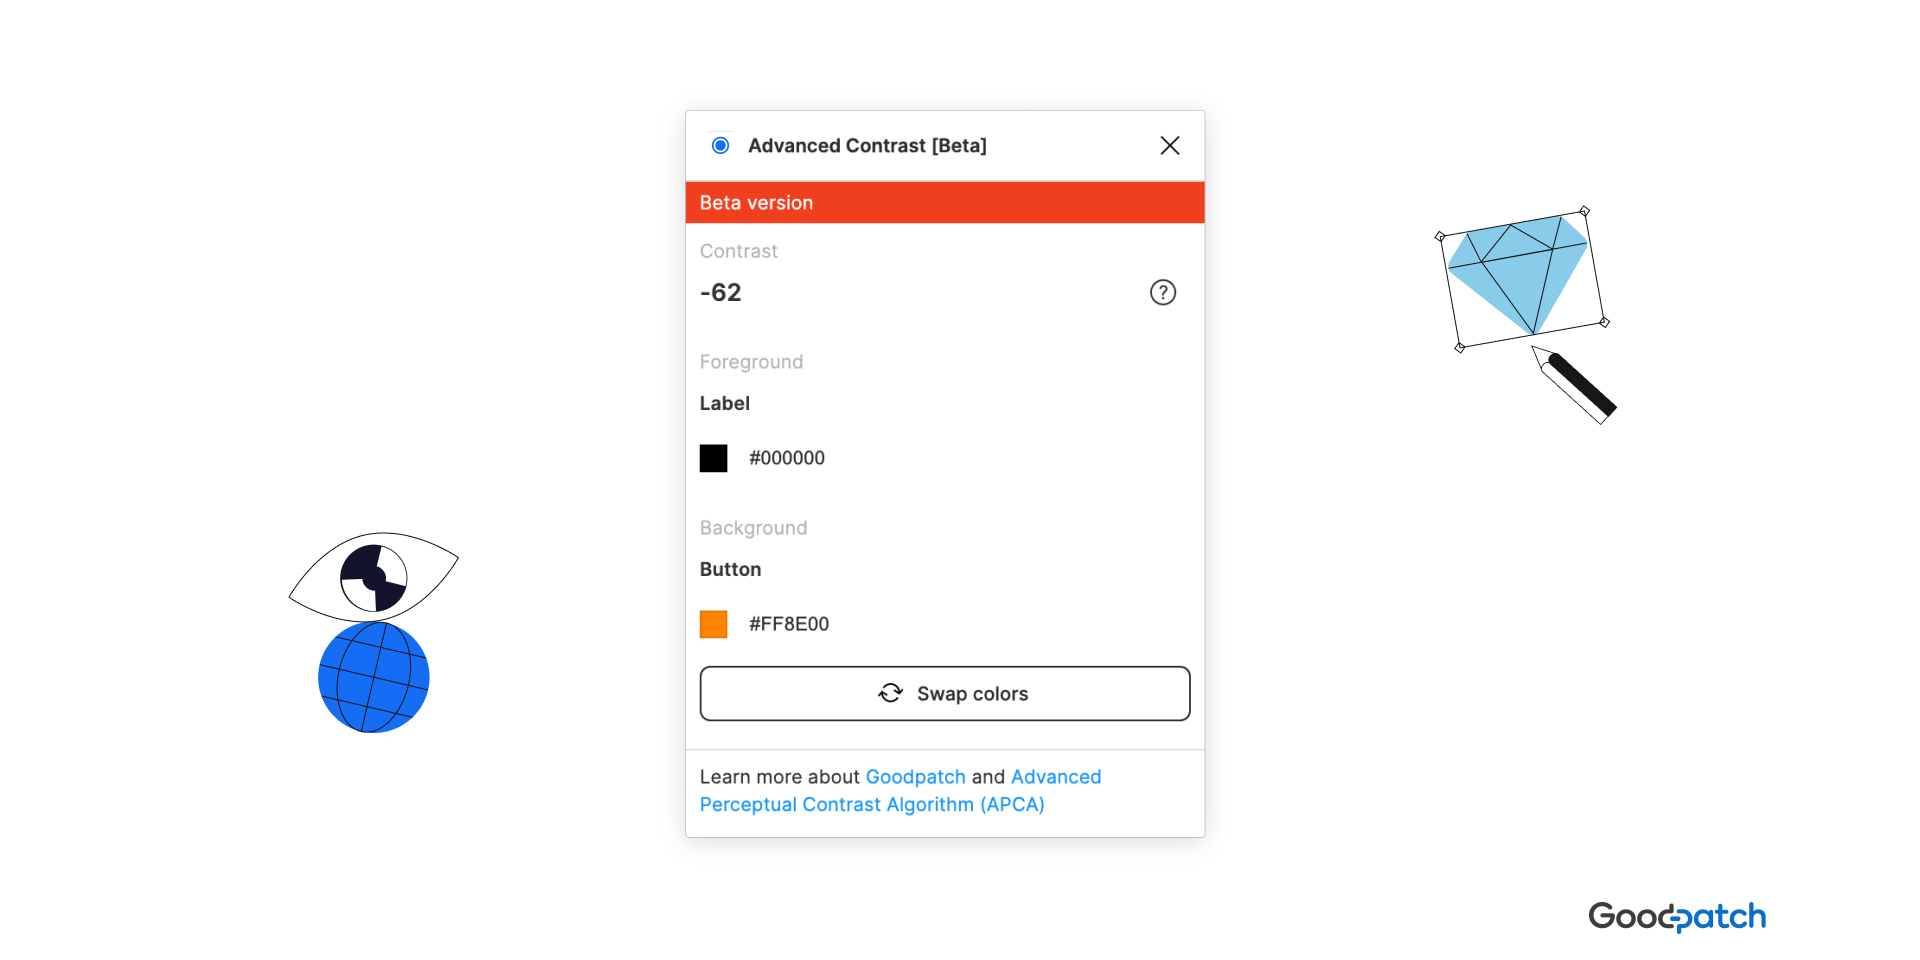 Advanced Contrast [Beta]
Beta version
Contrast
-62
?
Foreground
Label
#000000
Background
Button
#FF8E00
Swap colors
Learn more about Goodpatch and Advanced
Perceptual Contrast Algorithm (APCA)
Goodpatch